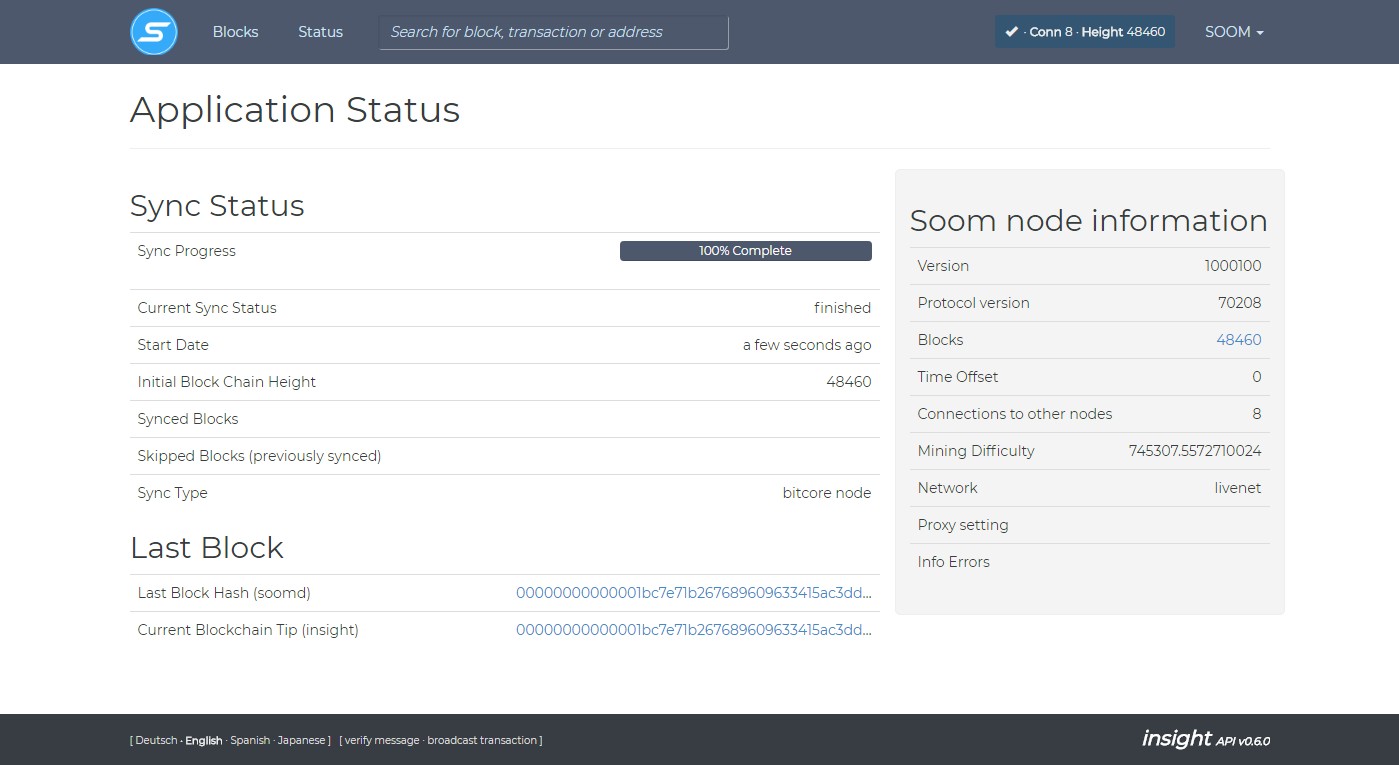 Blocks Status Search for block, transaction or address ✔ · Conn 8 · Height 48460 SOOM
Application Status
Sync Status
Sync Progress 100% Complete
Current Sync Status finished
Start Date a few seconds ago
Initial Block Chain Height 48460
Synced Blocks
Skipped Blocks (previously synced)
Sync Type bitcore node
Last Block
Last Block Hash (soomd) 00000000000001bc7e71b267689609633415ac3dd...
Current Blockchain Tip (insight) 00000000000001bc7e71b267689609633415ac3dd...
Soom node information
Version 1000100
Protocol version 70208
Blocks 48460
Time Offset 0
Connections to other nodes 8
Mining Difficulty 745307.5572710024
Network livenet
Proxy setting
Info Errors
[ Deutsch · English · Spanish · Japanese ] [ verify message · broadcast transaction ] insight API v0.6.0